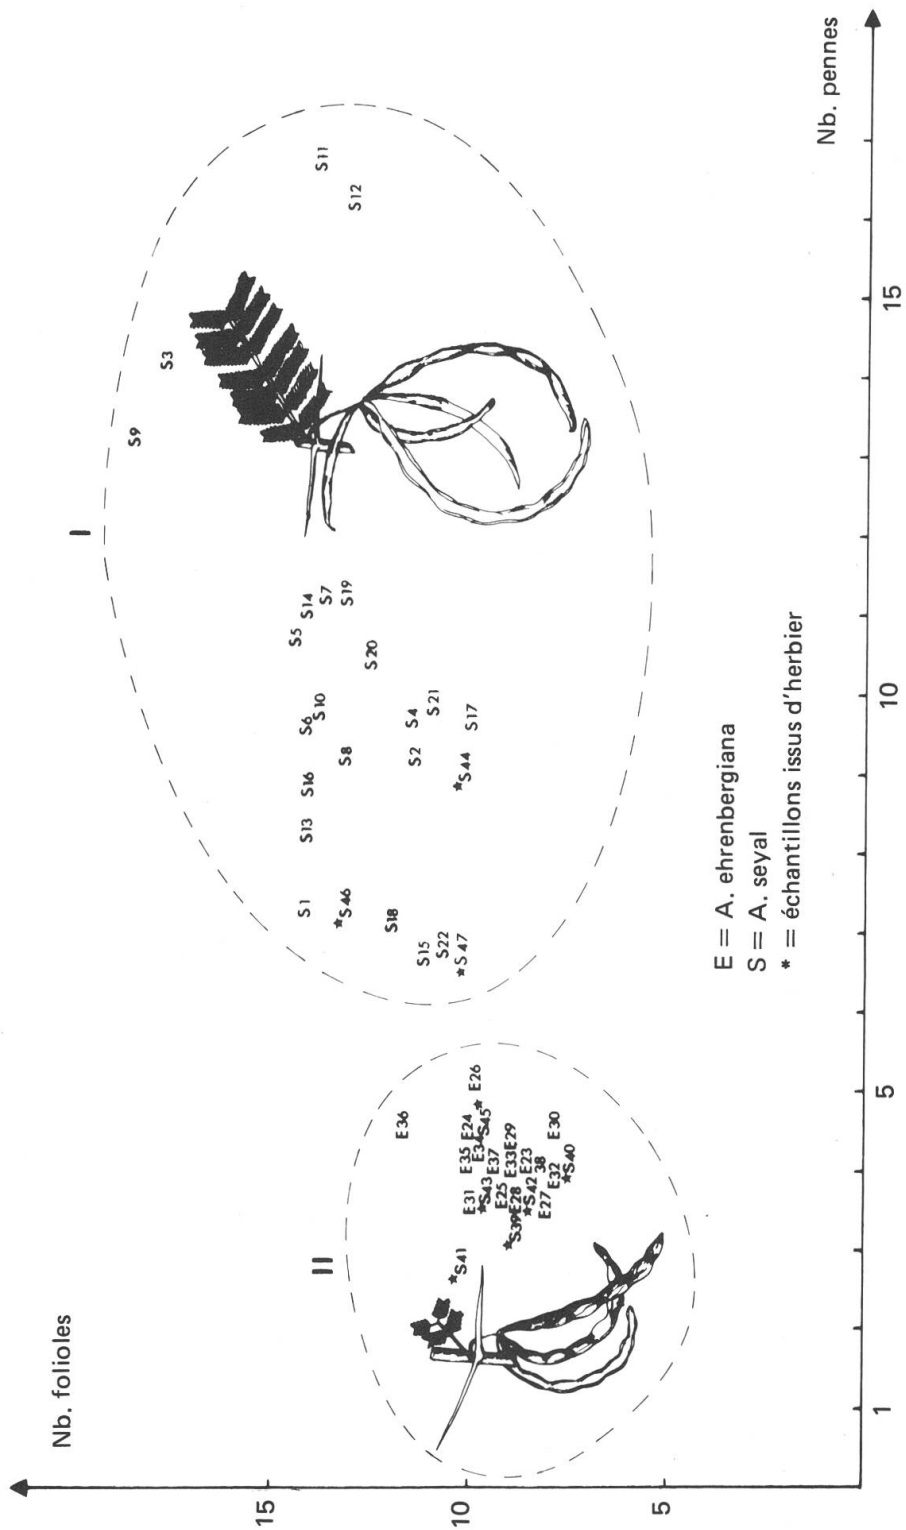 Nb. folioles
I
S9
S3
15
S5
S1
S13
S16
S6
S14
S10
S11
II
S7
*S46
S8
S19
S12
S20
S18
E36
S2
S4
S15
S21
S22
10
*S41
*S47
*S44
S17
E31
E35
E24
E26
E34
*S43
*S45
E37
E25
E33
E29
*S39
E28
*S42
E23
38
E27
E32
E30
*S40
5
E = A. ehrenbergiana
S = A. seyal
* = échantillons issus d'herbier
Nb. pennes
1
5
10
15